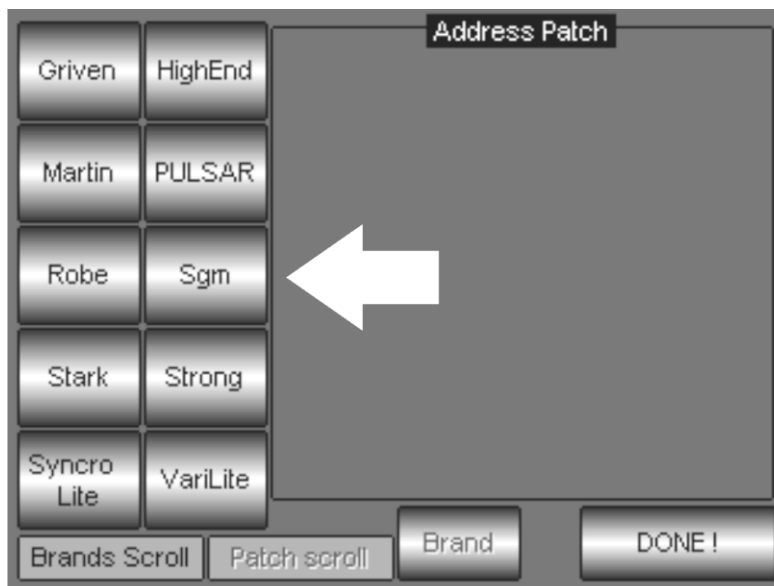 Address Patch
Griven
HighEnd
Martin
PULSAR
Robe
Sgm
Stark
Strong
Syncro
Lite
VariLite
Brands Scroll
Patch scroll
Brand
DONE !